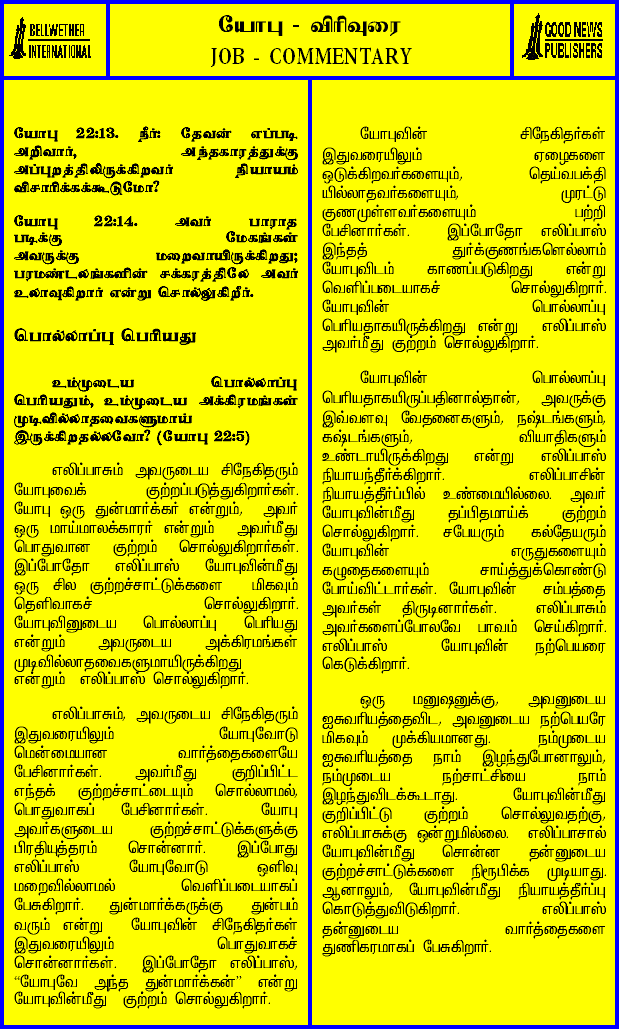 BELLWETHER
INTERNATIONAL
யோபு - விரிவுரை
JOB - COMMENTARY
GOOD NEWS
PUBLISHERS
யோபு 22:13. நீர்: தேவன் எப்படி
அறிவார், அந்தகாரத்துக்கு
அப்புறத்திலிருக்கிறவர் நியாயம்
விசாரிக்கக்கூடுமோ?
யோபு 22:14. அவர் பாராத
படிக்கு மேகங்கள்
அவருக்கு மறைவாயிருக்கிறது;
பரமண்டலங்களின் சக்கரத்திலே அவர்
உலாவுகிறார் என்று சொல்லுகிறீர்.
பொல்லாப்பு பெரியது
உம்முடைய பொல்லாப்பு
பெரியதும், உம்முடைய அக்கிரமங்கள்
முடிவில்லாதவைகளுமாய்
இருக்கிறதல்லவோ? (யோபு 22:5)
எலிப்பாசும் அவருடைய சிநேகிதரும்
யோபுவைக் குற்றப்படுத்துகிறார்கள்.
யோபு ஒரு துன்மார்க்கர் என்றும், அவர்
ஒரு மாய்மாலக்காரர் என்றும் அவர்மீது
பொதுவான குற்றம் சொல்லுகிறார்கள்.
இப்போதோ எலிப்பாஸ் யோபுவின்மீது
ஒரு சில குற்றச்சாட்டுக்களை மிகவும்
தெளிவாகச் சொல்லுகிறார்.
யோபுவினுடைய பொல்லாப்பு பெரியது
என்றும் அவருடைய அக்கிரமங்கள்
முடிவில்லாதவைகளுமாயிருக்கிறது
என்றும் எலிப்பாஸ் சொல்லுகிறார்.
எலிப்பாசும், அவருடைய சிநேகிதரும்
இதுவரையிலும் யோபுவோடு
மென்மையான வார்த்தைகளையே
பேசினார்கள். அவர்மீது குறிப்பிட்ட
எந்தக் குற்றச்சாட்டையும் சொல்லாமல்,
பொதுவாகப் பேசினார்கள். யோபு
அவர்களுடைய குற்றச்சாட்டுக்களுக்கு
பிரதியுத்தரம் சொன்னார். இப்போது
எலிப்பாஸ் யோபுவோடு ஒளிவு
மறைவில்லாமல் வெளிப்படையாகப்
பேசுகிறார். துன்மார்க்கருக்கு துன்பம்
வரும் என்று யோபுவின் சிநேகிதர்கள்
இதுவரையிலும் பொதுவாகச்
சொன்னார்கள். இப்போதோ எலிப்பாஸ்,
“யோபுவே அந்த துன்மார்க்கன்” என்று
யோபுவின்மீது குற்றம் சொல்லுகிறார்.
யோபுவின் சிநேகிதர்கள்
இதுவரையிலும் ஏழைகளை
ஒடுக்கிறவர்களையும், தெய்வபக்தி
யில்லாதவர்களையும், முரட்டு
குணமுள்ளவர்களையும் பற்றி
பேசினார்கள். இப்போதோ எலிப்பாஸ்
இந்தத் துர்க்குணங்களெல்லாம்
யோபுவிடம் காணப்படுகிறது என்று
வெளிப்படையாகச் சொல்லுகிறார்.
யோபுவின் பொல்லாப்பு
பெரியதாகயிருக்கிறது என்று எலிப்பாஸ்
அவர்மீது குற்றம் சொல்லுகிறார்.
யோபுவின் பொல்லாப்பு
பெரியதாகயிருப்பதினால்தான், அவருக்கு
இவ்வளவு வேதனைகளும், நஷ்டங்களும்,
கஷ்டங்களும், வியாதிகளும்
உண்டாயிருக்கிறது என்று எலிப்பாஸ்
நியாயந்தீர்க்கிறார். எலிப்பாசின்
நியாயத்தீர்ப்பில் உண்மையில்லை. அவர்
யோபுவின்மீது தப்பிதமாய்க் குற்றம்
சொல்லுகிறார். சபேயரும் கல்தேயரும்
யோபுவின் எருதுகளையும்
கழுதைகளையும் சாய்த்துக்கொண்டு
போய்விட்டார்கள். யோபுவின் சம்பத்தை
அவர்கள் திருடினார்கள். எலிப்பாசும்
அவர்களைப்போலவே பாவம் செய்கிறார்.
எலிப்பாஸ் யோபுவின் நற்பெயரை
கெடுக்கிறார்.
ஒரு மனுஷனுக்கு, அவனுடைய
ஐசுவரியத்தைவிட, அவனுடைய நற்பெயரே
மிகவும் முக்கியமானது. நம்முடைய
ஐசுவரியத்தை நாம் இழந்துபோனாலும்,
நம்முடைய நற்சாட்சியை நாம்
இழந்துவிடக்கூடாது. யோபுவின்மீது
குறிப்பிட்டு குற்றம் சொல்லுவதற்கு,
எலிப்பாசுக்கு ஒன்றுமில்லை. எலிப்பாசால்
யோபுவின்மீது சொன்ன தன்னுடைய
குற்றச்சாட்டுக்களை நிரூபிக்க முடியாது.
ஆனாலும், யோபுவின்மீது நியாயத்தீர்ப்பு
கொடுத்துவிடுகிறார். எலிப்பாஸ்
தன்னுடைய வார்த்தைகளை
துணிகரமாகப் பேசுகிறார்.